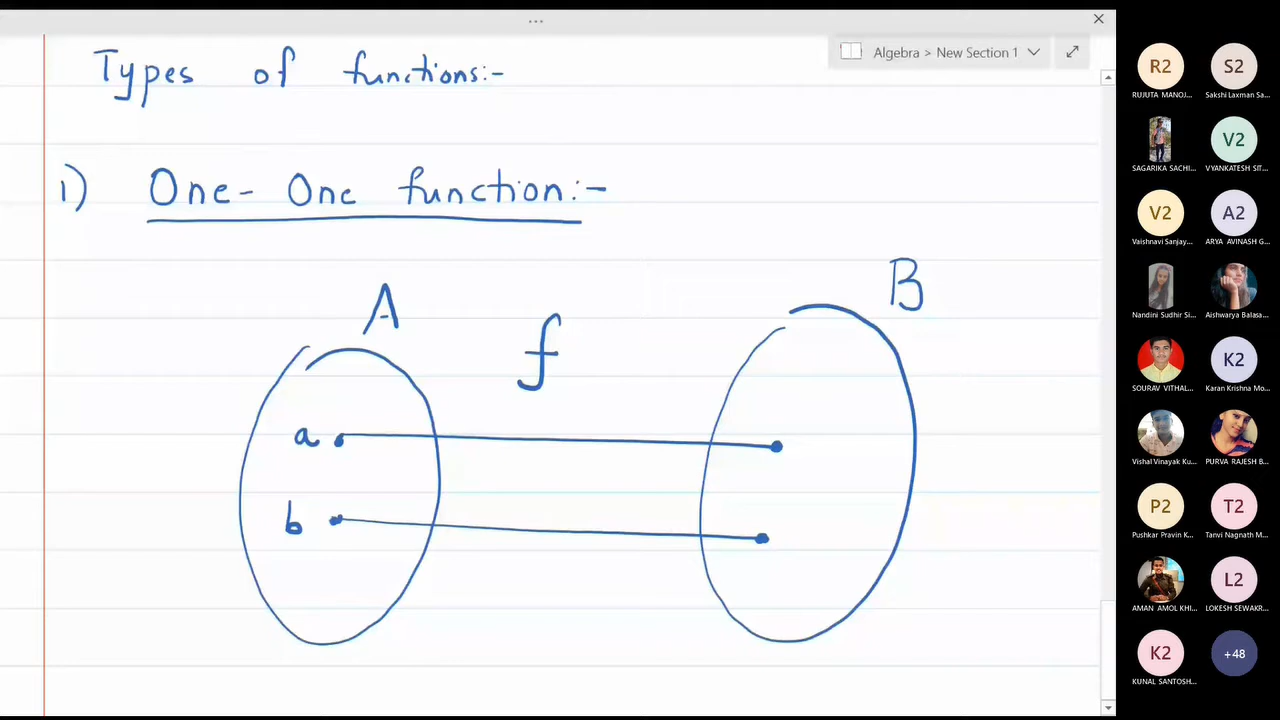 ...
Algebra > New Section 1
Types of functions:-
1) One-One function:-
A
f
B
a
b
R2
S2
RUJUTA MANOJ...
Sakshi Laxman Sa...
V2
SAGARIKA SACHI...
VYANKATESH SIT...
V2
A2
Vaishnavi Sanjay...
ARYA AVINASH G...
Nandini Sudhir Si...
Aishwarya Balasa...
K2
SOURAV VITHAL...
Karan Krishna Mo...
Vishal Vinayak Ku...
PURVA RAJESH B...
P2
T2
Pushkar Pravin K...
Tanvi Nagnath M...
L2
AMAN AMOL KHI...
LOKESH SEWAKR...
K2
+48
KUNAL SANTOSH...